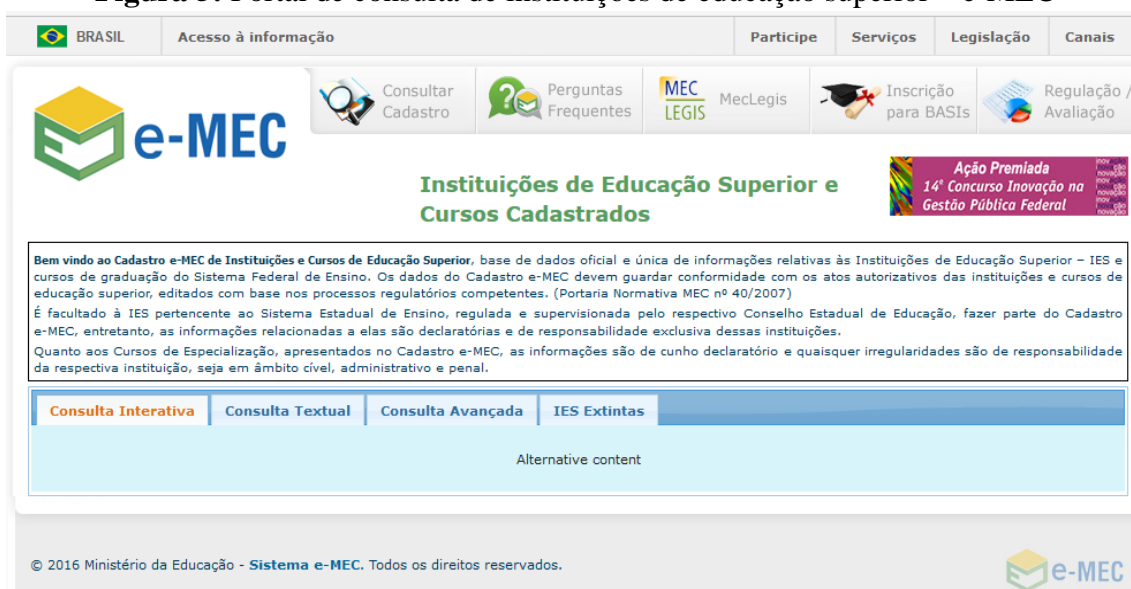 Figura 3: Portal de consulta de instituições de educação superior – e-MEC
BRASIL Acesso à informação Participe Serviços Legislação Canais
e-MEC
Consultar Cadastro
Perguntas Frequentes
MEC LEGIS MecLegis
Inscrição para BASIs
Regulação / Avaliação
Instituições de Educação Superior e
Cursos Cadastrados
Ação Premiada
14º Concurso Inovação na
Gestão Pública Federal
Bem vindo ao Cadastro e-MEC de Instituições e Cursos de Educação Superior, base de dados oficial e única de informações relativas às Instituições de Educação Superior – IES e
cursos de graduação do Sistema Federal de Ensino. Os dados do Cadastro e-MEC devem guardar conformidade com os atos autorizativos das instituições e cursos de
educação superior, editados com base nos processos regulatórios competentes. (Portaria Normativa MEC nº 40/2007)
É facultado à IES pertencente ao Sistema Estadual de Ensino, regulada e supervisionada pelo respectivo Conselho Estadual de Educação, fazer parte do Cadastro
e-MEC, entretanto, as informações relacionadas a elas são declaratórias e de responsabilidade exclusiva dessas instituições.
Quanto aos Cursos de Especialização, apresentados no Cadastro e-MEC, as informações são de cunho declaratório e quaisquer irregularidades são de responsabilidade
da respectiva instituição, seja em âmbito cível, administrativo e penal.
Consulta Interativa Consulta Textual Consulta Avançada IES Extintas
Alternative content
© 2016 Ministério da Educação - Sistema e-MEC. Todos os direitos reservados.
e-MEC